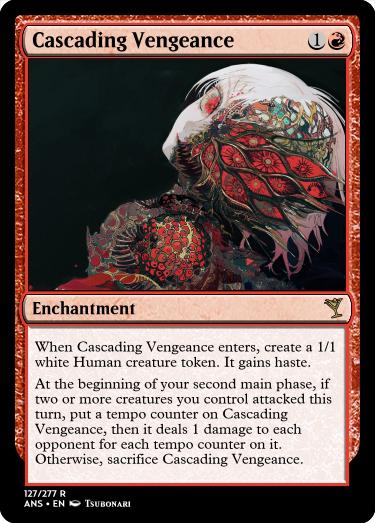 Cascading Vengeance 1
Enchantment
When Cascading Vengeance enters, create a 1/1
white Human creature token. It gains haste.
At the beginning of your second main phase, if
two or more creatures you control attacked this
turn, put a tempo counter on Cascading
Vengeance, then it deals 1 damage to each
opponent for each tempo counter on it.
Otherwise, sacrifice Cascading Vengeance.
127/277 R
ANS • EN Tsubonari